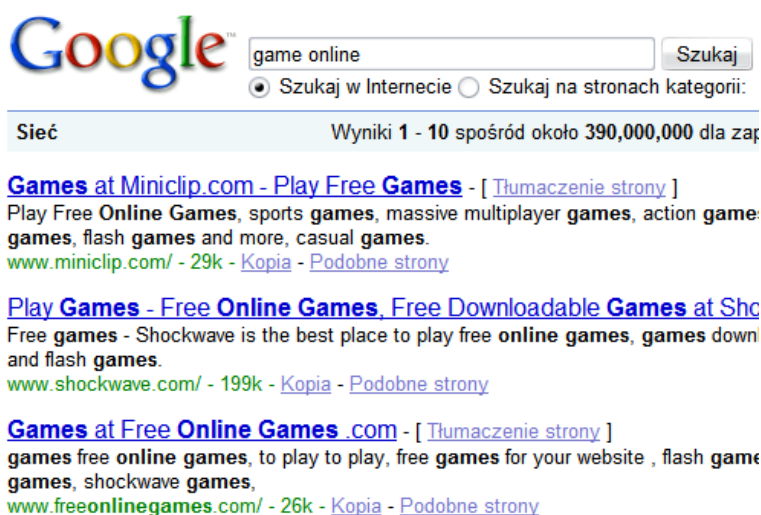 Google™
game online Szukaj
Szukaj w Internecie Szukaj na stronach kategorii:
Sieć Wyniki 1 - 10 spośród około 390,000,000 dla
Games at Miniclip.com - Play Free Games - [ Tłumaczenie strony ]
Play Free Online Games, sports games, massive multiplayer games, action
games, flash games and more, casual games.
www.miniclip.com/ - 29k - Kopia - Podobne strony
Play Games - Free Online Games, Free Downloadable Games at
Free games - Shockwave is the best place to play free online games, games
and flash games.
www.shockwave.com/ - 199k - Kopia - Podobne strony
Games at Free Online Games .com - [ Tłumaczenie strony ]
games free online games, to play to play, free games for your website , flash
games, shockwave games,
www.freeonlinegames.com/ - 26k - Kopia - Podobne strony